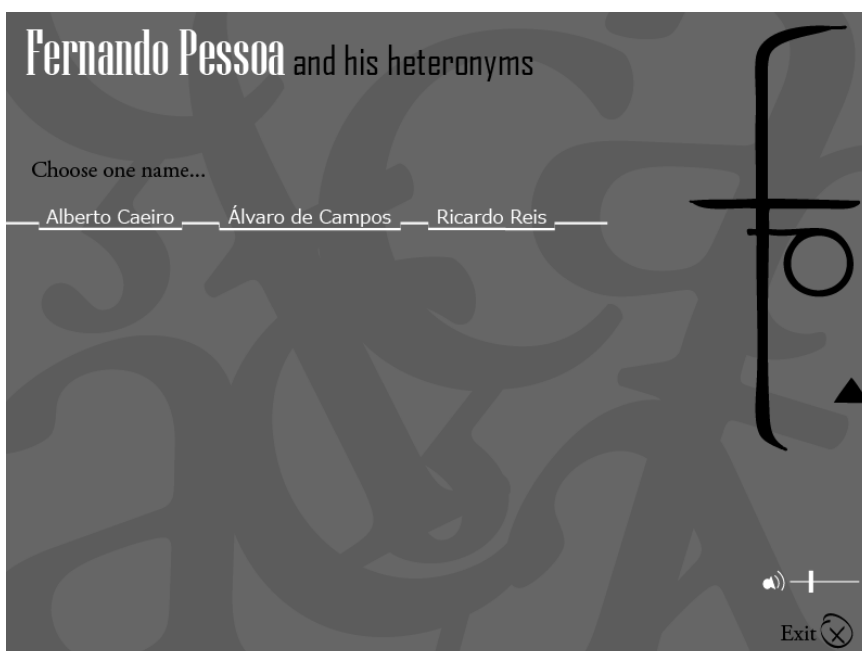 Fernando Pessoa and his heteronyms
Choose one name...
Alberto Caeiro Álvaro de Campos Ricardo Reis
Exit